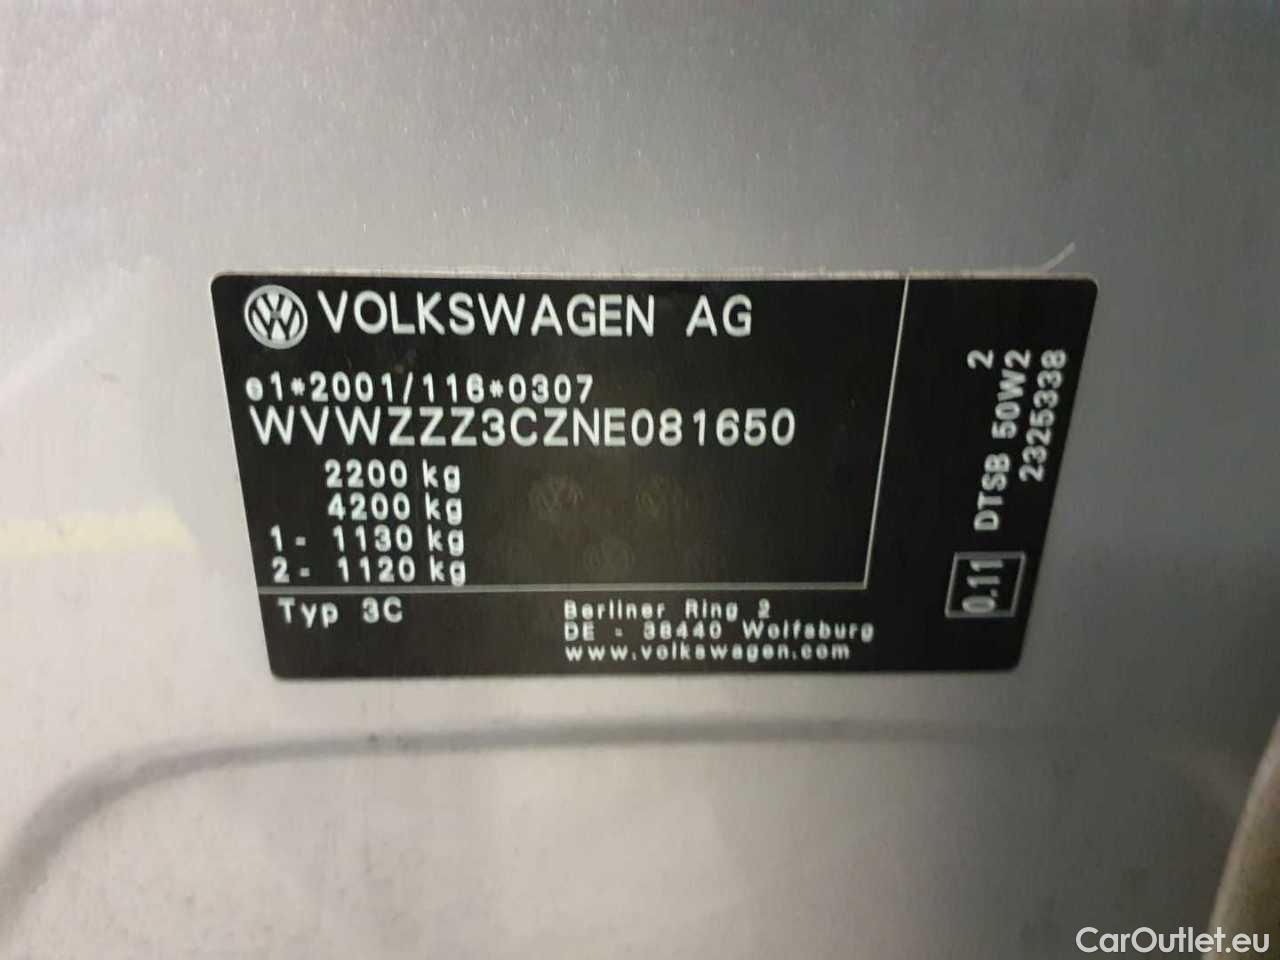 VOLKSWAGEN AG
e1*2001/116*0307
WVWZZZ3CZNE081650
2200 kg
4200 kg
1- 1130 kg
2- 1120 kg
Typ 3C
Berliner Ring 2
DE - 38440 Wolfsburg
www.volkswagen.com
2
DTSB 50W2
2325338
0.11
CarOutlet.eu